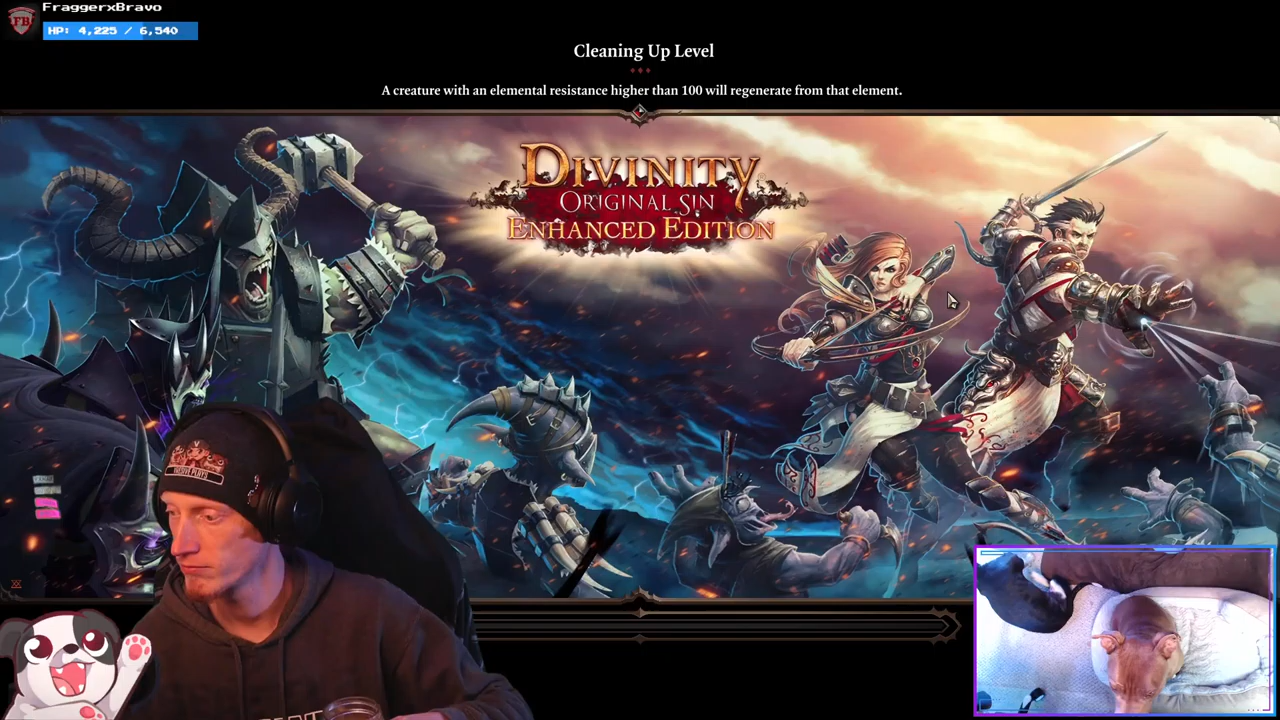 FraggerxBravo
FB
HP: 4,225 / 6,540
Cleaning Up Level
A creature with an elemental resistance higher than 100 will regenerate from that element.
DIVINITY
ORIGINAL SIN
ENHANCED EDITION